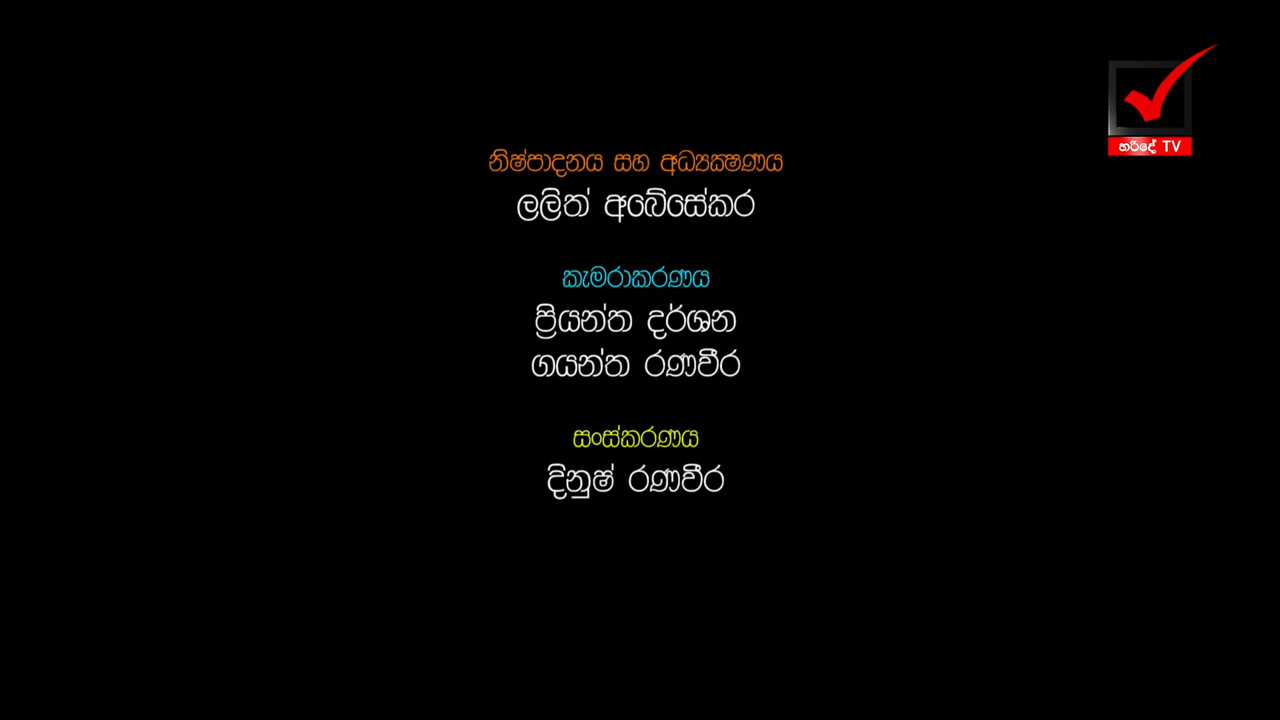 හරිදේ TV
නිෂ්පාදනය සහ අධ්‍යක්ෂණය
ලලිත් අබේසේකර
කැමරාකරණය
ප්‍රියන්ත දර්ශන
ගයන්ත රණවීර
සංස්කරණය
දිනුෂ් රණවීර